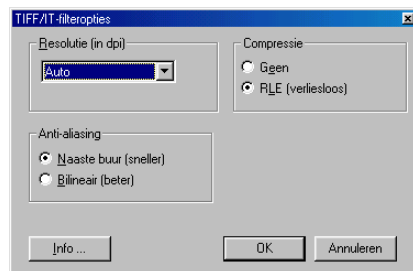 TIFF/IT-filteropties
Resolutie (in dpi)
Auto
Compressie
Geen
RLE (verliesloos)
Anti-aliasing
Naaste buur (sneller)
Bilineair (beter)
Info ...
OK
Annuleren